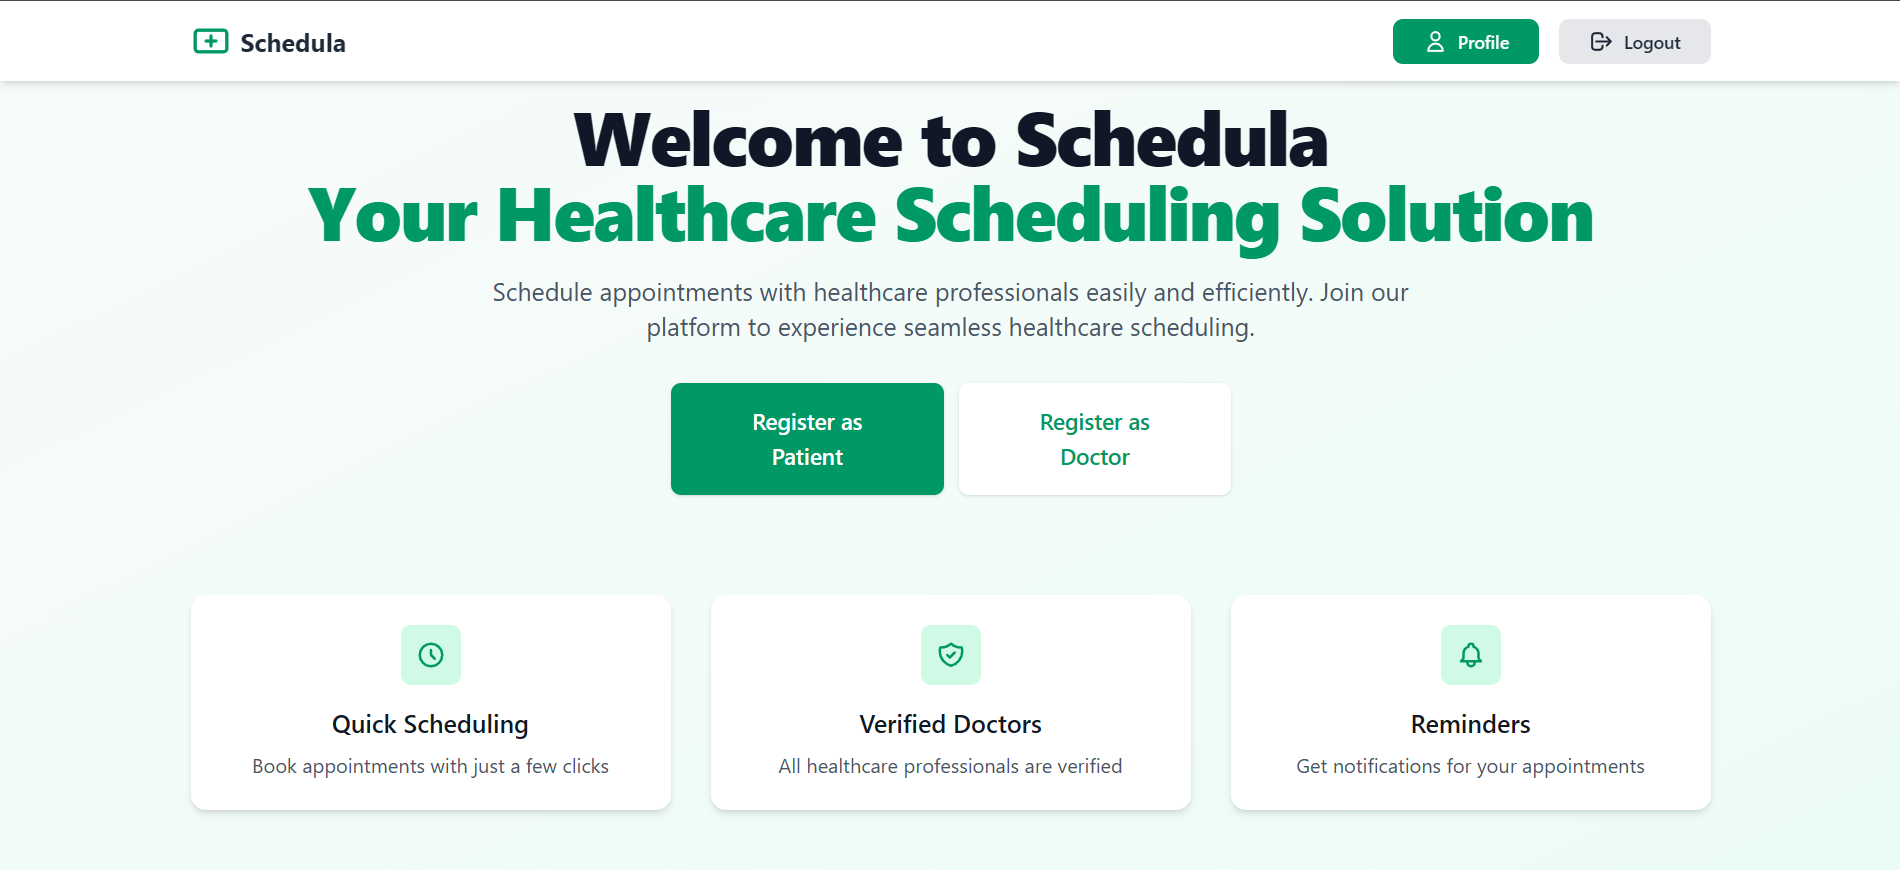 Schedula
Profile
Logout
Welcome to Schedula
Your Healthcare Scheduling Solution
Schedule appointments with healthcare professionals easily and efficiently. Join our
platform to experience seamless healthcare scheduling.
Register as
Patient
Register as
Doctor
Quick Scheduling
Book appointments with just a few clicks
Verified Doctors
All healthcare professionals are verified
Reminders
Get notifications for your appointments